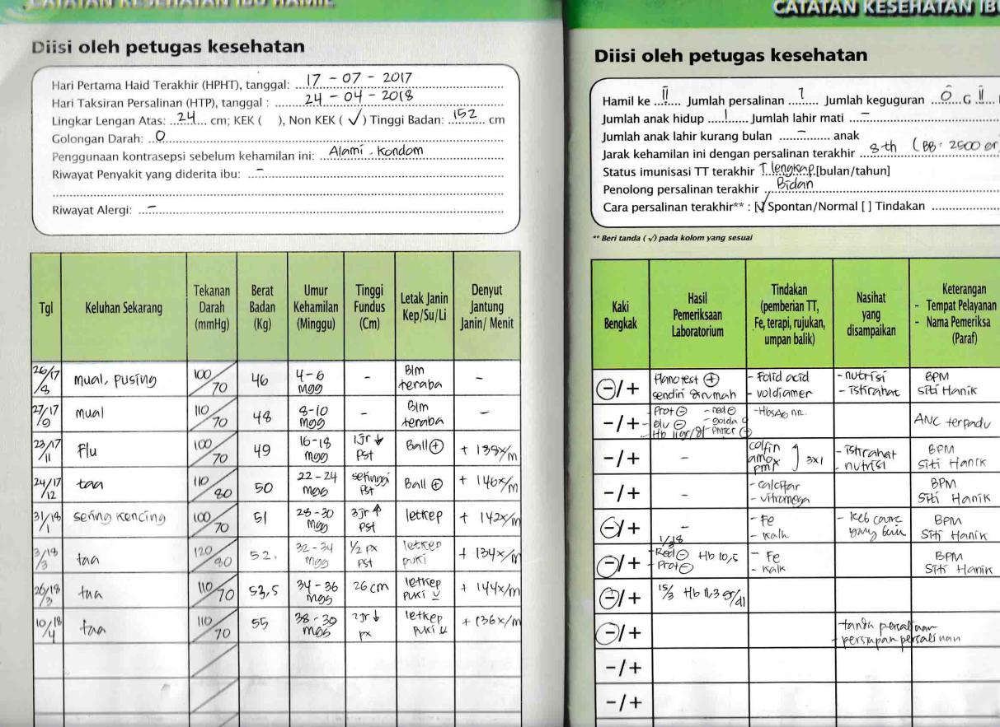 CATATAN KESEHATAN IBU HAMIL
Diisi oleh petugas kesehatan
Hari Pertama Haid Terakhir (HPHT), tanggal: 17 - 07 - 2017
Hari Taksiran Persalinan (HTP), tanggal : 24 - 04 - 2018
Lingkar Lengan Atas: 24 cm; KEK ( ), Non KEK ( √ ) Tinggi Badan: 152 cm
Golongan Darah: O
Penggunaan kontrasepsi sebelum kehamilan ini: Alami - Kondom
Riwayat Penyakit yang diderita ibu: -
Riwayat Alergi: -
Tgl Keluhan Sekarang Tekanan Darah (mmHg) Berat Badan (Kg) Umur Kehamilan (Minggu) Tinggi Fundus (Cm) Letak Janin Kep/Su/Li Denyut Jantung Janin/ Menit
26/17/8 mual, pusing 100/70 46 4-6 mgg - Blm teraba -
27/17/9 mual 110/70 48 8-10 mgg - Blm teraba -
23/17/11 Flu 100/70 49 16-18 mgg 1Jr ↓ Pst Ball ⊕ + 138x/m
24/17/12 taa 110/80 50 22-24 mgg setinggi Pst Ball ⊕ + 146x/m
31/18/1 sering kencing 100/70 51 28-30 mgg 3Jr ↑ pst letkep + 142x/m
3/18/3 taa 120/80 52. 32-34 mgg 1/2 px pst letkep puki + 134x/m
26/18/3 taa 110/70 53,5 34-36 mgg 26 cm letkep puki + 144x/m
10/18/4 taa 110/70 55 38-39 mgg 2Jr ↓ px letkep puki + 136x/m
CATATAN KESEHATAN IBU
Diisi oleh petugas kesehatan
Hamil ke II Jumlah persalinan 1 Jumlah keguguran 0 G II
Jumlah anak hidup 1 Jumlah lahir mati -
Jumlah anak lahir kurang bulan - anak
Jarak kehamilan ini dengan persalinan terakhir 8 th (BB: 2500 gr
Status imunisasi TT terakhir T lengkap [bulan/tahun]
Penolong persalinan terakhir Bidan
Cara persalinan terakhir** : [√] Spontan/Normal [ ] Tindakan
** Beri tanda ( √ ) pada kolom yang sesuai
Kaki Bengkak Hasil Pemeriksaan Laboratorium Tindakan (pemberian TT, Fe, terapi, rujukan, umpan balik) Nasihat yang disampaikan Keterangan - Tempat Pelayanan - Nama Pemeriksa (Paraf)
-/+ Planotest ⊕ sendiri dirumah - Folid acid - voldiamer - nutrisi - istirahat BPM Siti Hanik
-/+ - Prot ⊖ - red ⊖ - Glu ⊖ - golda O - Hb 11 gr/dl - PMTCT - HbsAg nr. ANC terpadu
-/+ - colfin amox pmf 3x1 - istirahat - nutrisi BPM Siti Hanik
-/+ - - calcifar - vitromega BPM Siti Hanik
-/+ - - Fe - kalk BPM Siti Hanik
-/+ 1/18/3 - Red ⊖ Hb 10,5 - Prot ⊖ - Fe - kalk BPM Siti Hanik
-/+ 15/3 Hb 11.3 gr/dl
-/+ tanda persalinan - persiapan persalinan
-/+
-/+